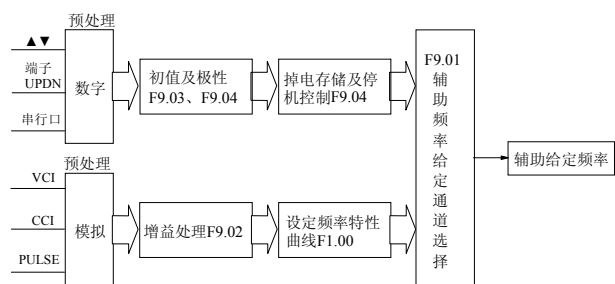 预处理
▲▼
端子
UPDN
串行口
数字
初值及极性
F9.03、F9.04
掉电存储及停
机控制F9.04
F9.01
辅助频率给定通道选择
辅助给定频率
预处理
VCI
CCI
PULSE
模拟
增益处理F9.02
设定频率特性
曲线F1.00